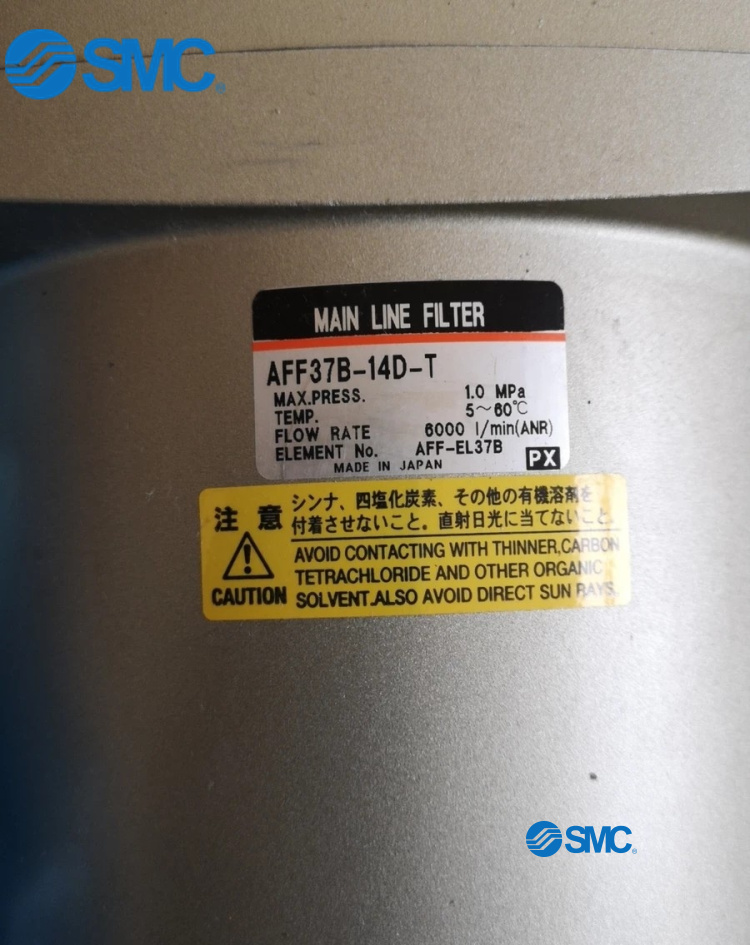 SMC
MAIN LINE FILTER
AFF37B-14D-T
MAX.PRESS. 1.0 MPa
TEMP. 5~60℃
FLOW RATE 6000 l/min(ANR)
ELEMENT No. AFF-EL37B
MADE IN JAPAN PX
注意 シンナ、四塩化炭素、その他の有機溶剤を
付着させないこと。直射日光に当てないこと。
AVOID CONTACTING WITH THINNER,CARBON
TETRACHLORIDE AND OTHER ORGANIC
CAUTION SOLVENT.ALSO AVOID DIRECT SUN RAYS.
SMC